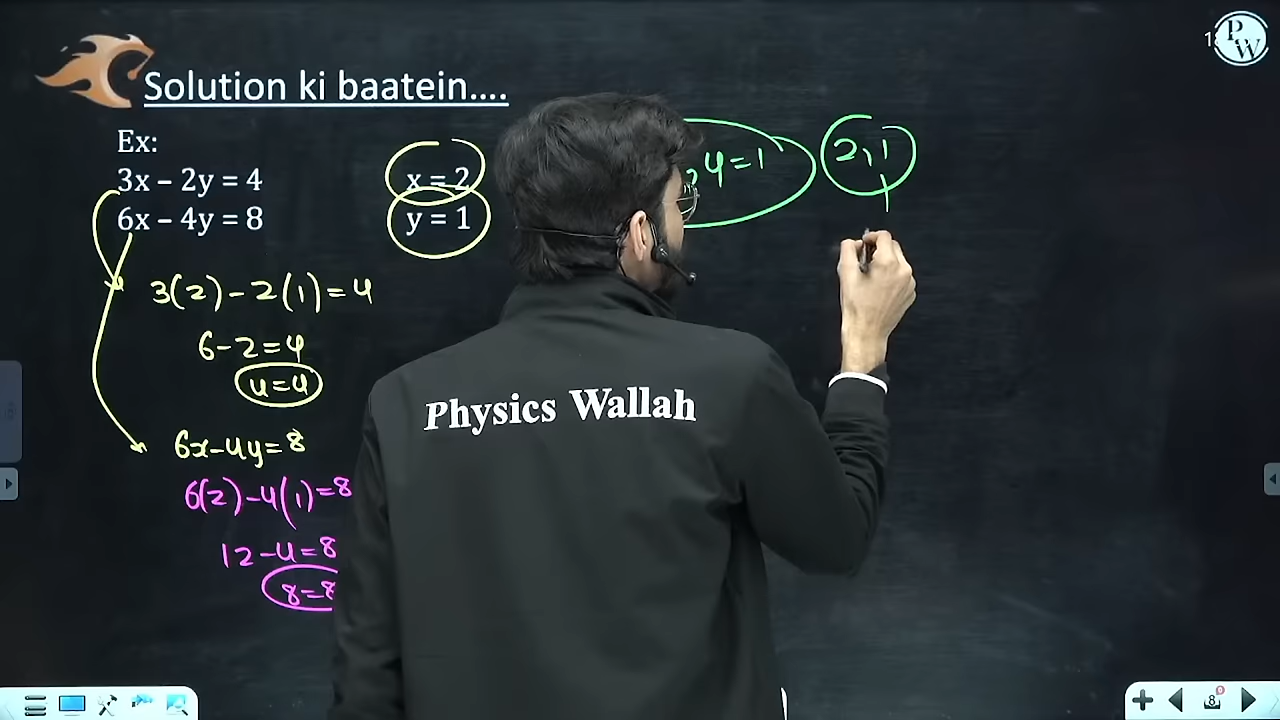 Solution ki baatein....
Ex:
3x – 2y = 4
6x – 4y = 8
x = 2
y = 1
, y=1
2,1
3(2)-2(1)=4
6-2=4
4=4
6x-4y=8
6(2)-4(1)=8
12-4=8
8=8
Physics Wallah
PW
8